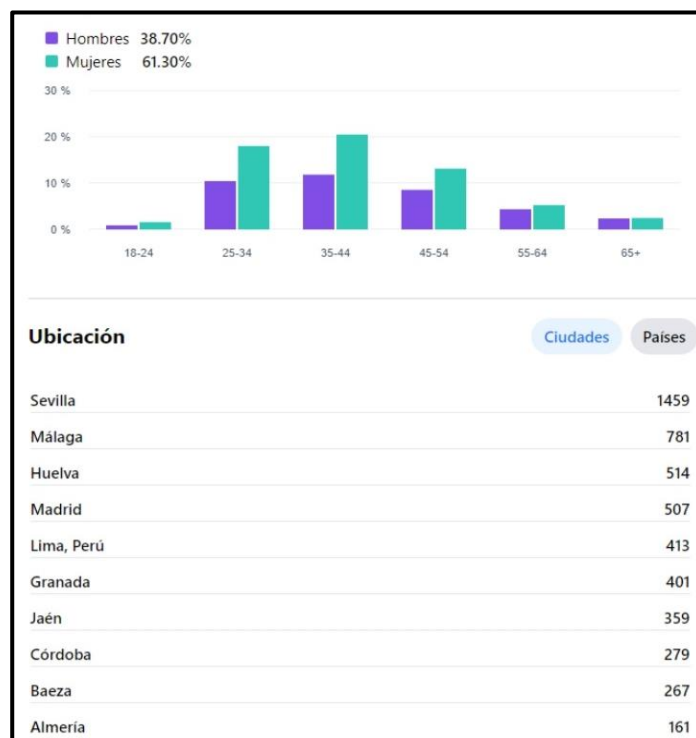 Hombres 38.70%
Mujeres 61.30%
30 %
20 %
10 %
0 %
18-24 25-34 35-44 45-54 55-64 65+
Ubicación Ciudades Países
Sevilla 1459
Málaga 781
Huelva 514
Madrid 507
Lima, Perú 413
Granada 401
Jaén 359
Córdoba 279
Baeza 267
Almería 161